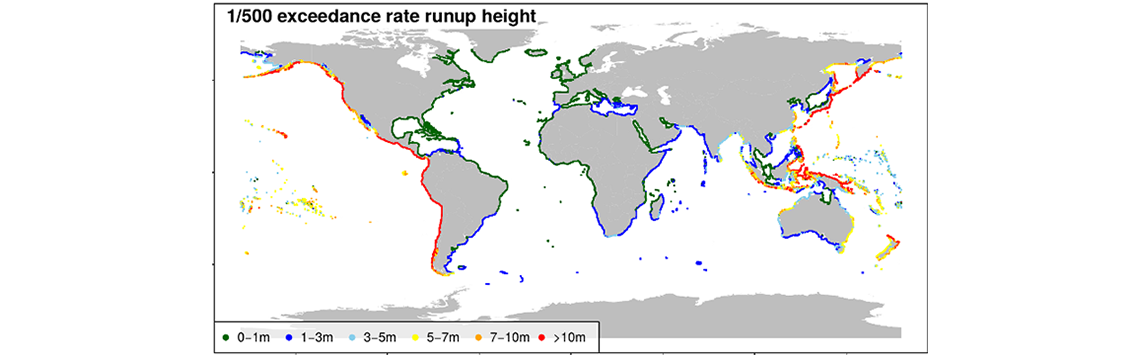 1/500 exceedance rate runup height
0−1m 1−3m 3−5m 5−7m 7−10m >10m